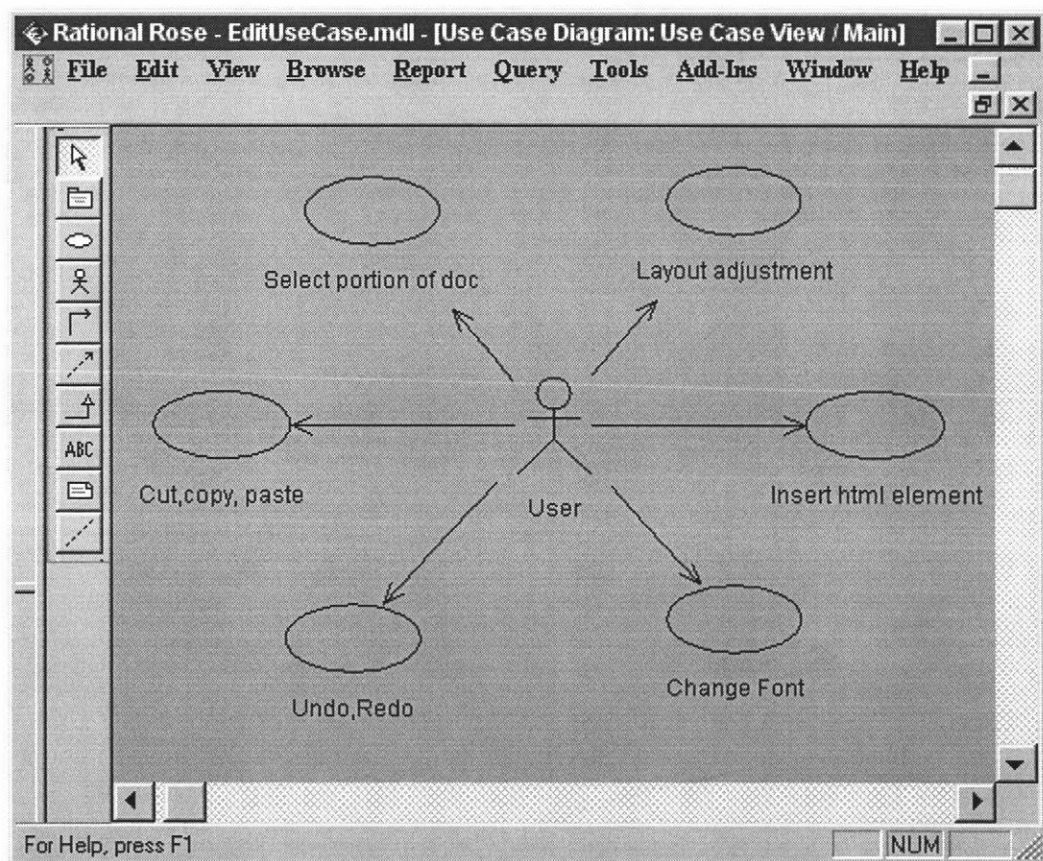 Rational Rose - EditUseCase.mdl - [Use Case Diagram: Use Case View / Main]
File Edit View Browse Report Query Tools Add-Ins Window Help
Select portion of doc
Layout adjustment
ABC
Cut,copy, paste
User
Insert html element
Undo,Redo
Change Font
For Help, press F1
NUM